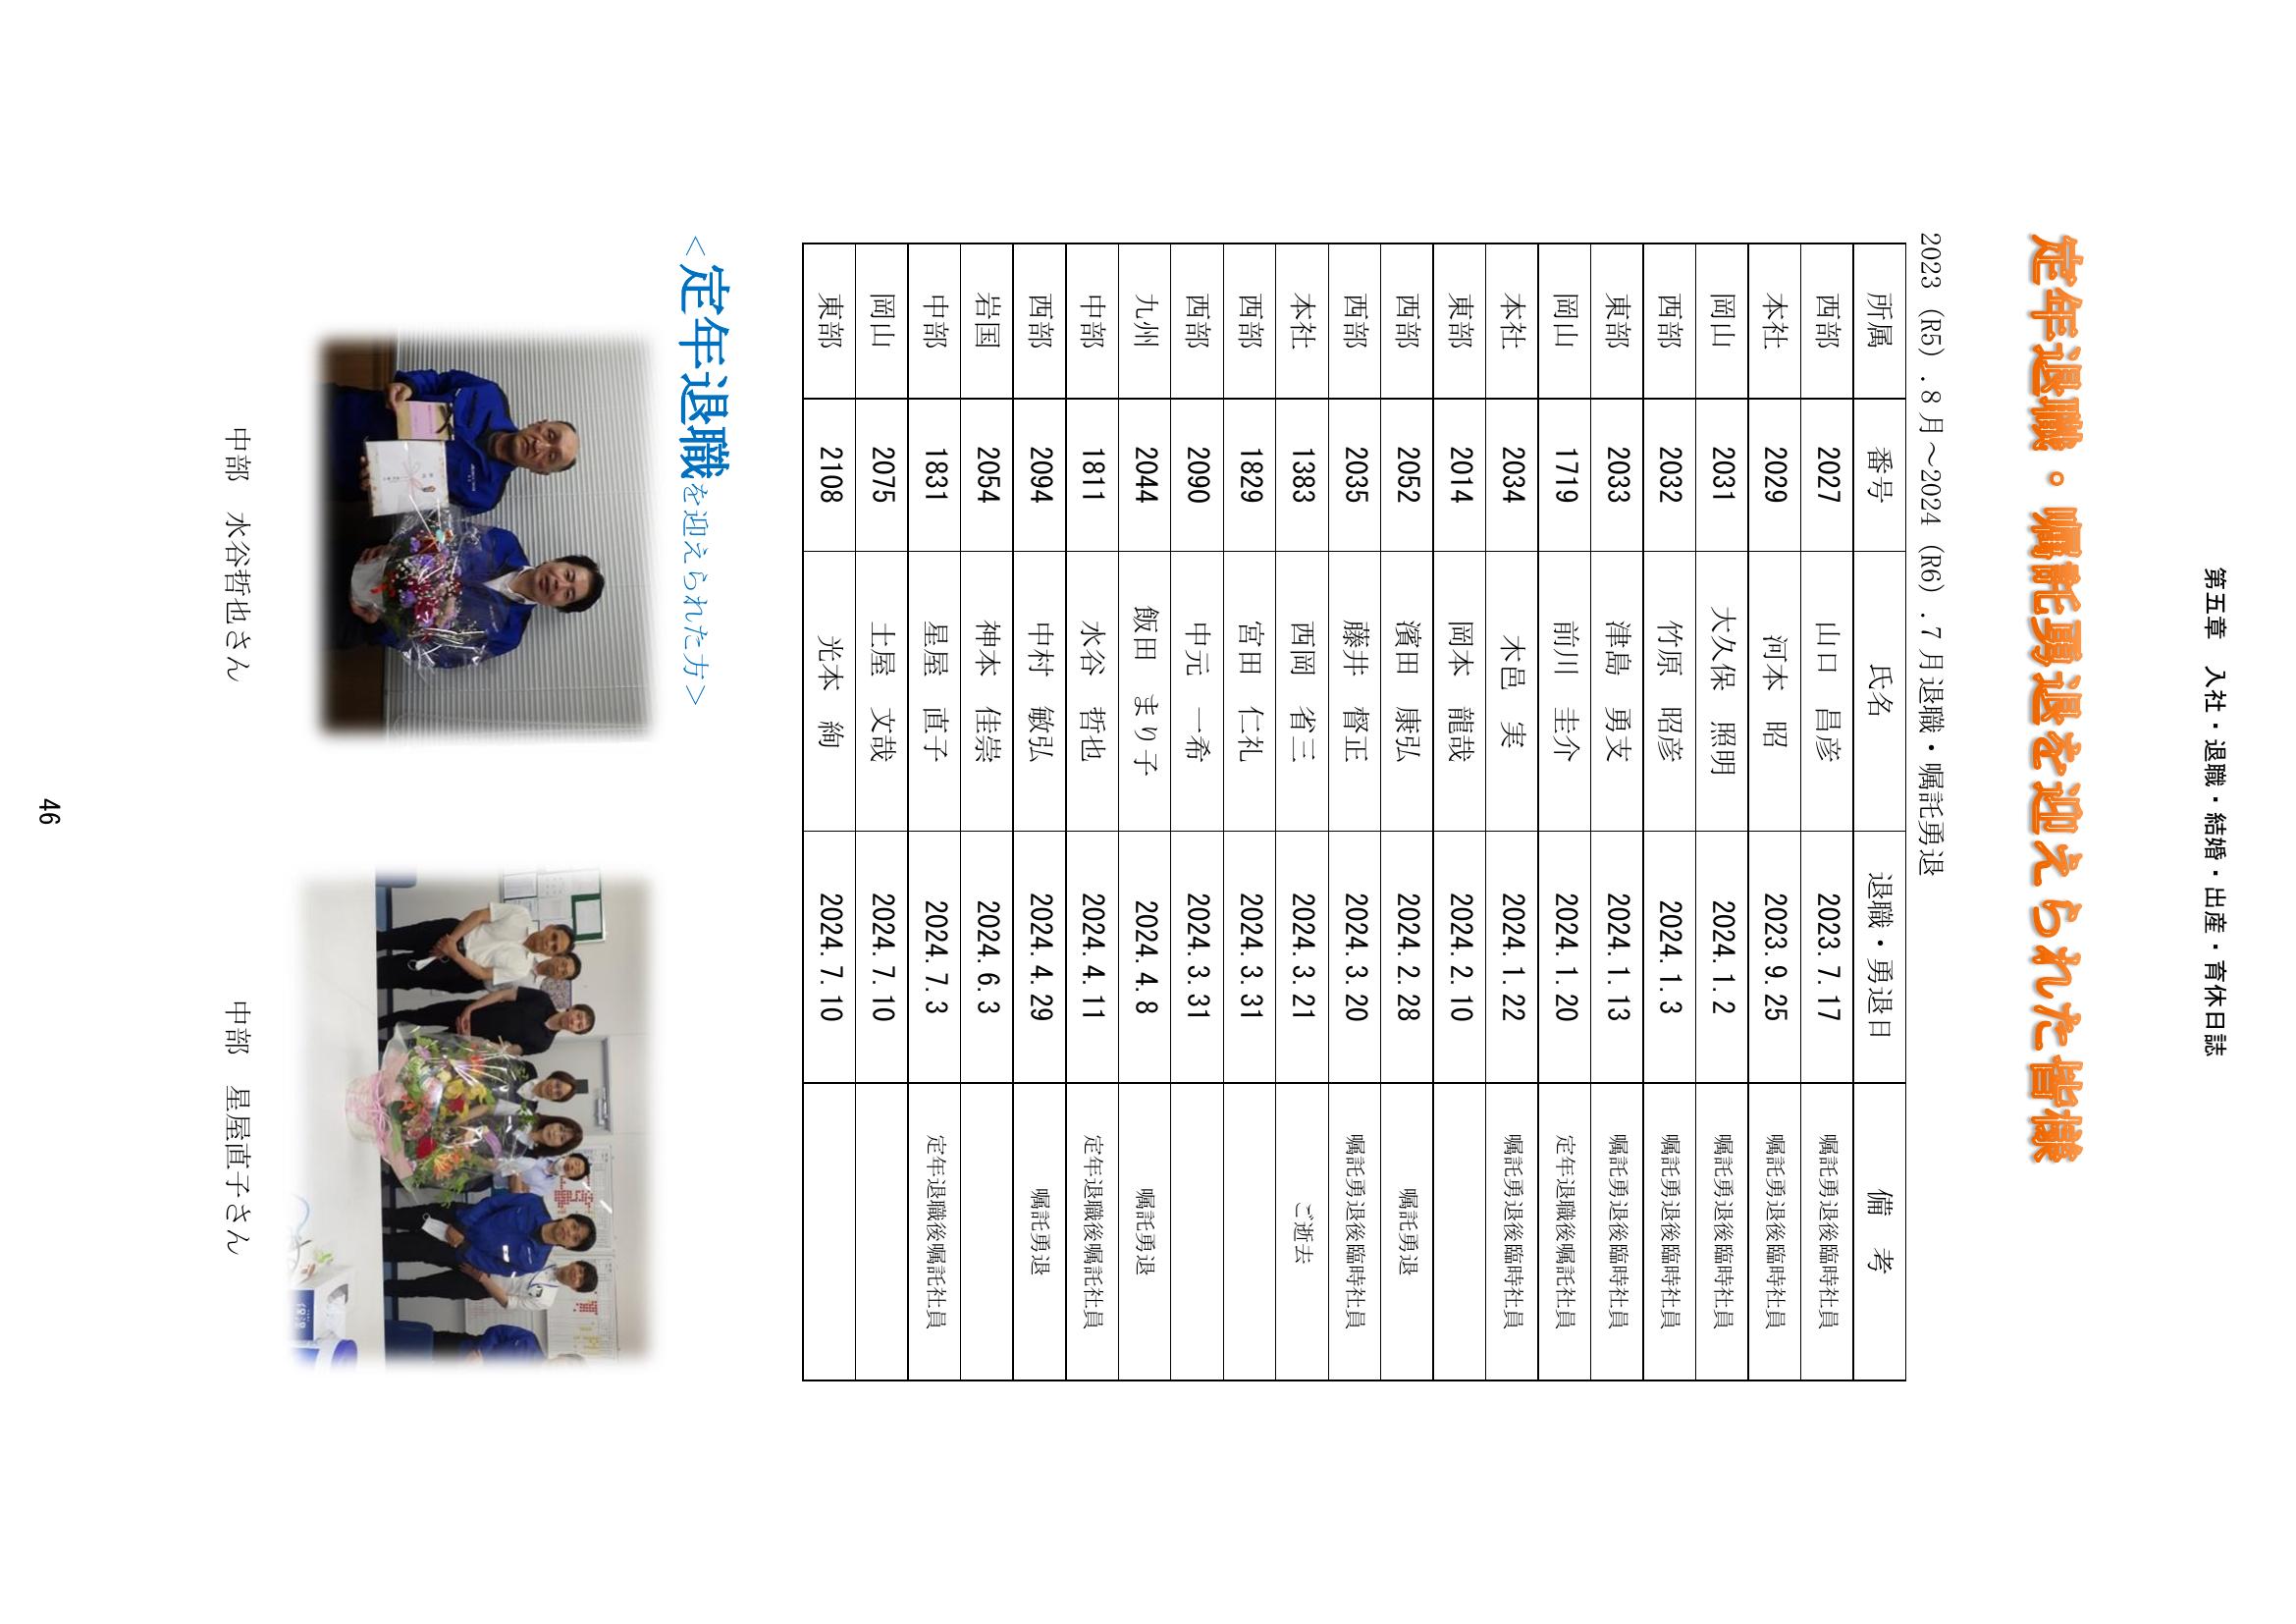 第五章　入社・退職・結婚・出産・育休日誌
定年退職。嘱託勇退を迎えられた皆様
2023（R5）.８月～2024（R6）.７月退職・嘱託勇退
所属　番号　氏名　退職・勇退日　備　考
西部　2027　山口　昌彦　2023.7.17　嘱託勇退後臨時社員
本社　2029　河本　昭　2023.9.25　嘱託勇退後臨時社員
岡山　2031　大久保　照明　2024.1.2　嘱託勇退後臨時社員
西部　2032　竹原　昭彦　2024.1.3　嘱託勇退後臨時社員
東部　2033　津島　勇支　2024.1.13　嘱託勇退後臨時社員
岡山　1719　前川　圭介　2024.1.20　定年退職後嘱託社員
本社　2034　木邑　実　2024.1.22　嘱託勇退後臨時社員
東部　2014　岡本　龍哉　2024.2.10
西部　2052　濱田　康弘　2024.2.28　嘱託勇退
西部　2035　藤井　督正　2024.3.20　嘱託勇退後臨時社員
本社　1383　西岡　省三　2024.3.21　ご逝去
西部　1829　宮田　仁礼　2024.3.31
西部　2090　中元　一希　2024.3.31
九州　2044　飯田　まり子　2024.4.8　嘱託勇退
中部　1811　水谷　哲也　2024.4.11　定年退職後嘱託社員
西部　2094　中村　敏弘　2024.4.29　嘱託勇退
岩国　2054　神本　佳崇　2024.6.3
中部　1831　星屋　直子　2024.7.3　定年退職後嘱託社員
岡山　2075　土屋　文哉　2024.7.10
東部　2108　光本　絢　2024.7.10
＜定年退職を迎えられた方＞
中部　水谷哲也さん
中部　星屋直子さん
46